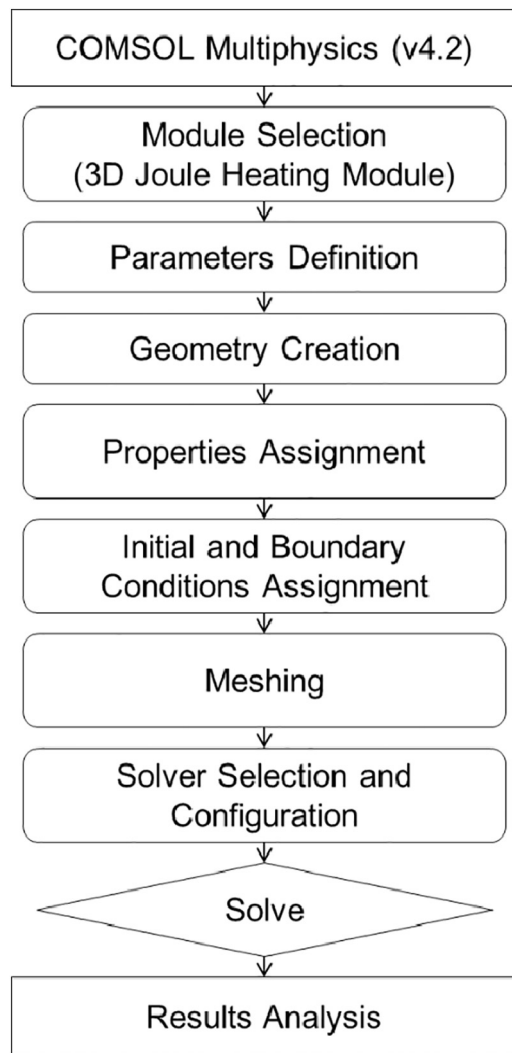 COMSOL Multiphysics (v4.2)
Module Selection
(3D Joule Heating Module)
Parameters Definition
Geometry Creation
Properties Assignment
Initial and Boundary
Conditions Assignment
Meshing
Solver Selection and
Configuration
Solve
Results Analysis